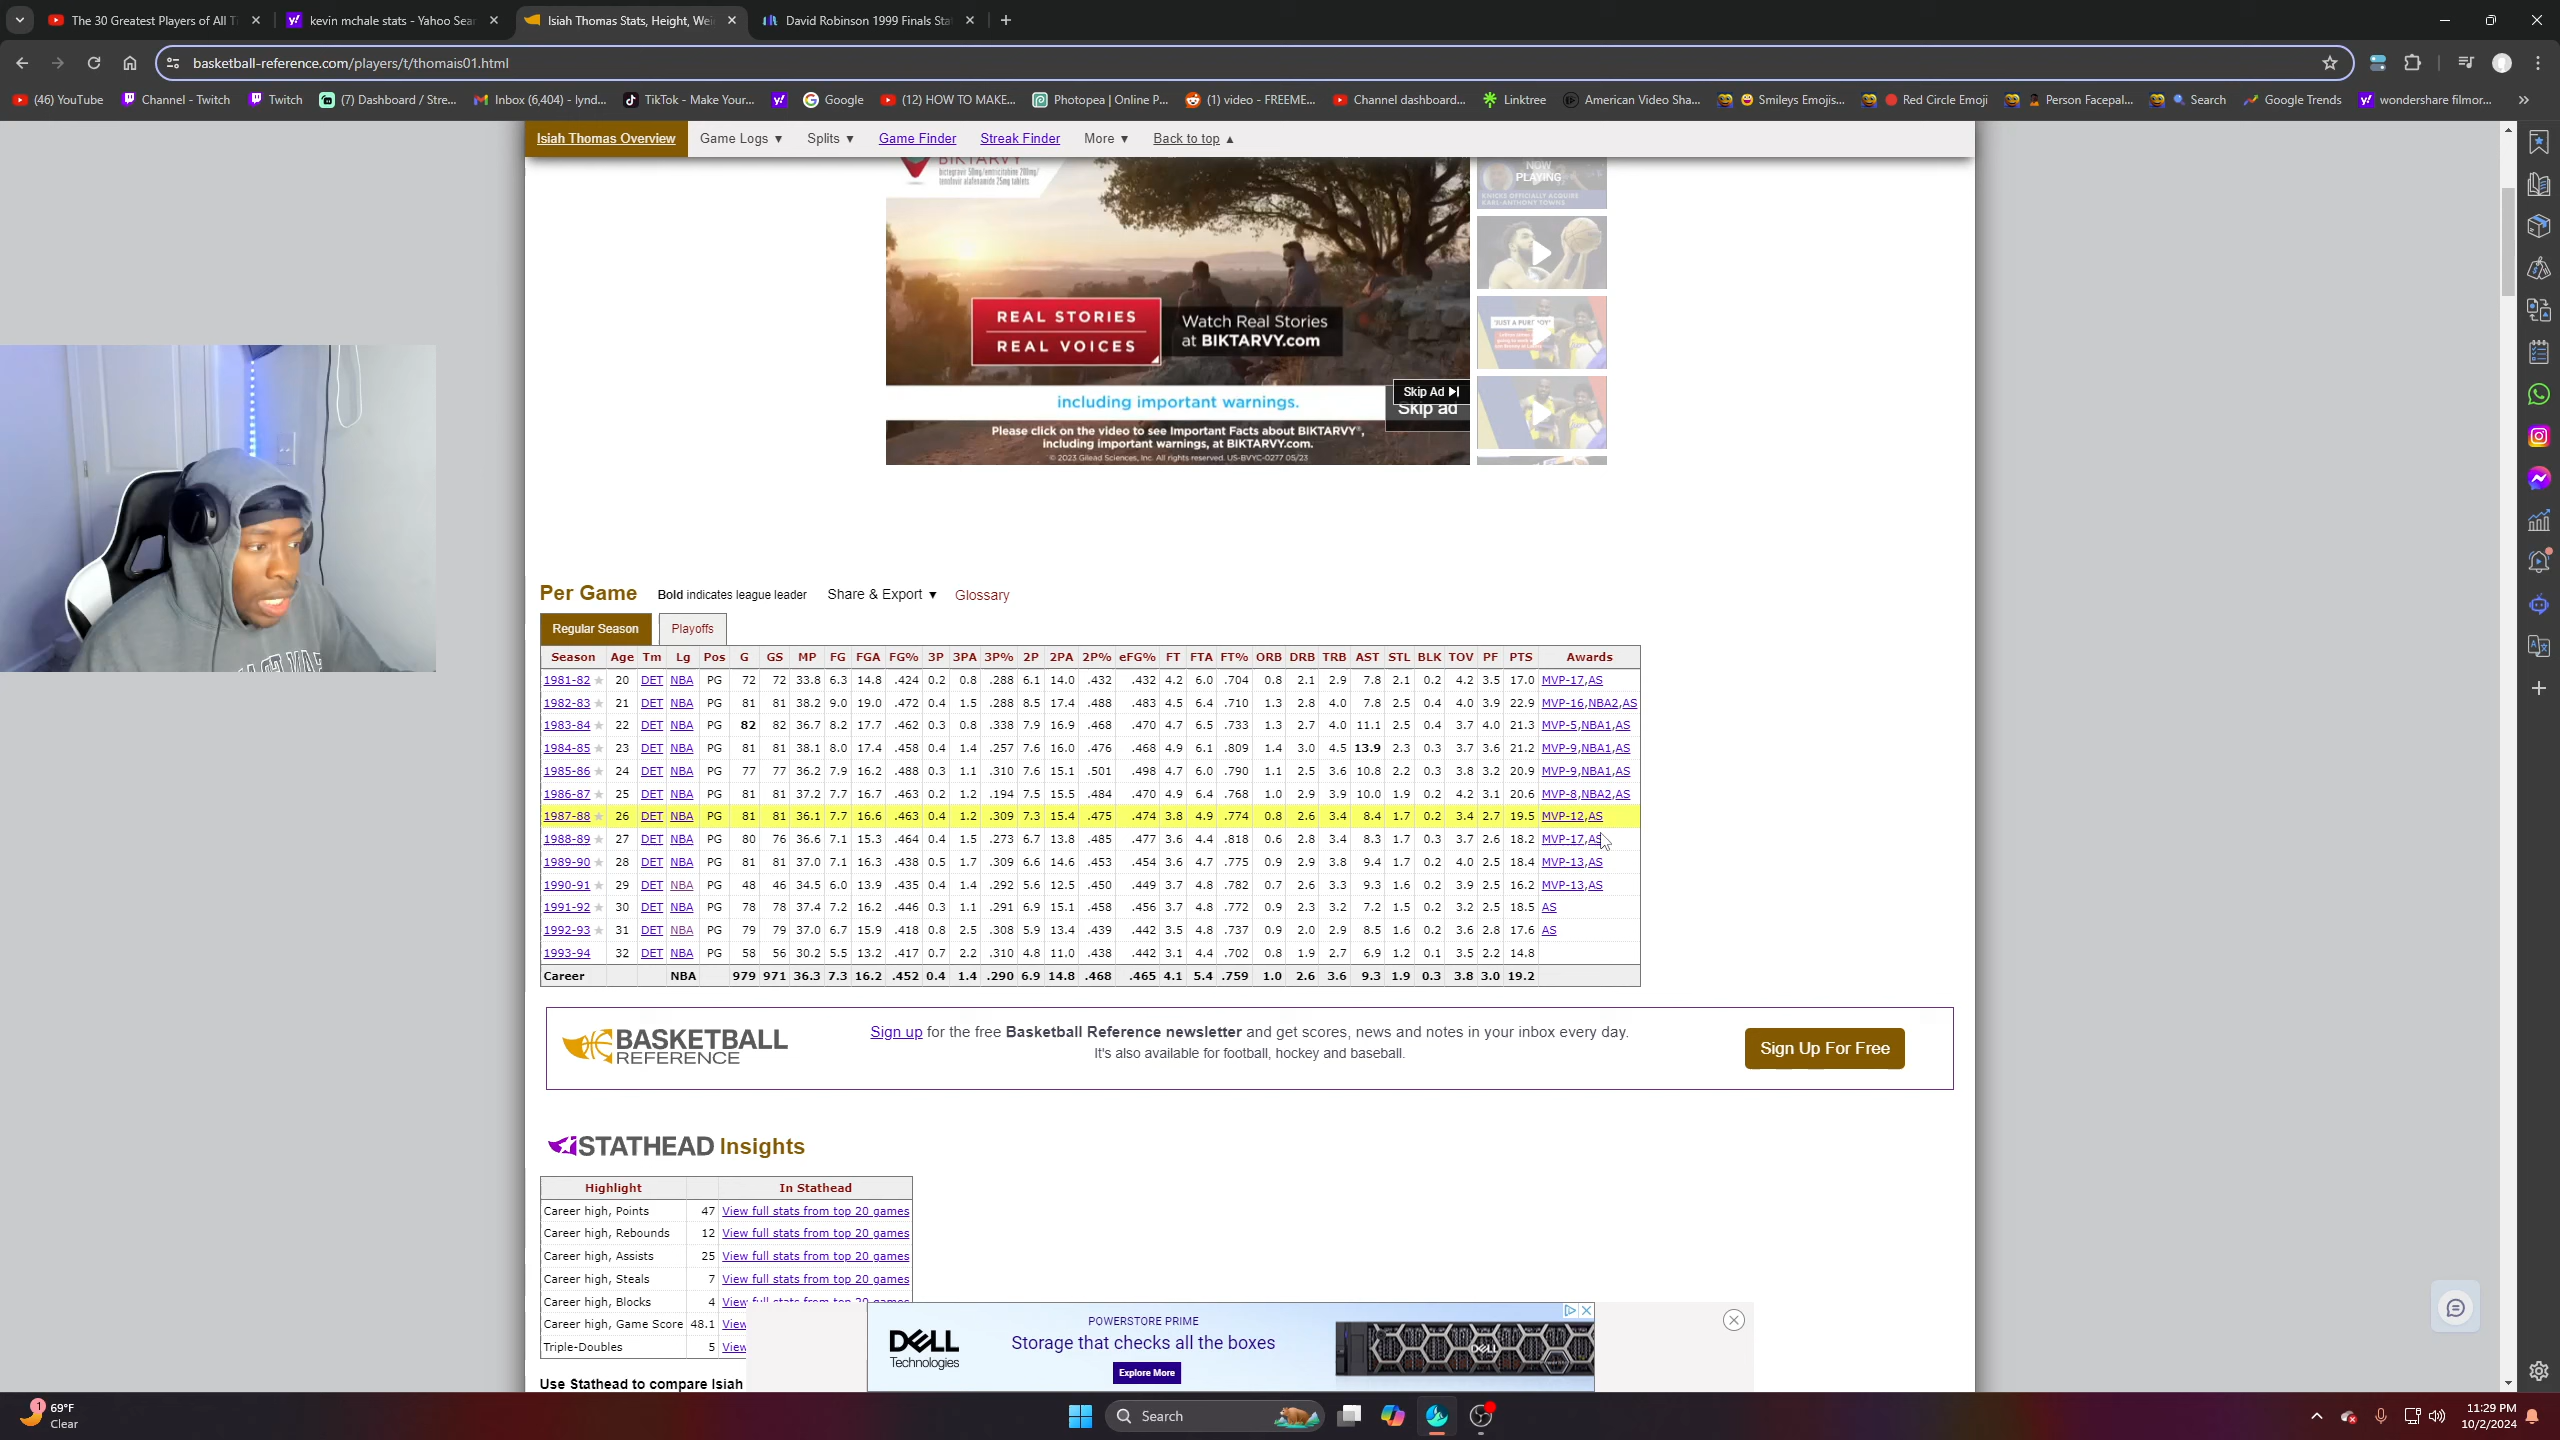 The 30 Greatest Players of All T
kevin mchale stats - Yahoo Sear
Isiah Thomas Stats, Height, Wei
David Robinson 1999 Finals Sta
basketball-reference.com/players/t/thomais01.html
(46) YouTube
Channel - Twitch
Twitch
(7) Dashboard / Stre...
Inbox (6,404) - lynd...
TikTok - Make Your...
Google
(12) HOW TO MAKE...
Photopea | Online P...
(1) video - FREEME...
Channel dashboard...
Linktree
American Video Sha...
Smileys Emojis...
Red Circle Emoji
Person Facepal...
Search
Google Trends
wondershare filmor...
Isiah Thomas Overview Game Logs ▼ Splits ▼ Game Finder Streak Finder More ▼ Back to top ▲
BIKTARVY
bictegravir 50mg/emtricitabine 200mg/
tenofovir alafenamide 25mg tablets
NOW
PLAYING
KNICKS OFFICIALLY ACQUIRE
KARL-ANTHONY TOWNS
REAL STORIES
REAL VOICES
Watch Real Stories
at BIKTARVY.com
Skip Ad
Skip ad
including important warnings.
Please click on the video to see Important Facts about BIKTARVY®,
including important warnings, at BIKTARVY.com.
© 2023 Gilead Sciences, Inc. All rights reserved. US-BVYC-0277 05/23
Per Game Bold indicates league leader Share & Export ▼ Glossary
Regular Season Playoffs
Season Age Tm Lg Pos G GS MP FG FGA FG% 3P 3PA 3P% 2P 2PA 2P% eFG% FT FTA FT% ORB DRB TRB AST STL BLK TOV PF PTS Awards
1981-82 ★ 20 DET NBA PG 72 72 33.8 6.3 14.8 .424 0.2 0.8 .288 6.1 14.0 .432 .432 4.2 6.0 .704 0.8 2.1 2.9 7.8 2.1 0.2 4.2 3.5 17.0 MVP-17,AS
1982-83 ★ 21 DET NBA PG 81 81 38.2 9.0 19.0 .472 0.4 1.5 .288 8.5 17.4 .488 .483 4.5 6.4 .710 1.3 2.8 4.0 7.8 2.5 0.4 4.0 3.9 22.9 MVP-16,NBA2,AS
1983-84 ★ 22 DET NBA PG 82 82 36.7 8.2 17.7 .462 0.3 0.8 .338 7.9 16.9 .468 .470 4.7 6.5 .733 1.3 2.7 4.0 11.1 2.5 0.4 3.7 4.0 21.3 MVP-5,NBA1,AS
1984-85 ★ 23 DET NBA PG 81 81 38.1 8.0 17.4 .458 0.4 1.4 .257 7.6 16.0 .476 .468 4.9 6.1 .809 1.4 3.0 4.5 13.9 2.3 0.3 3.7 3.6 21.2 MVP-9,NBA1,AS
1985-86 ★ 24 DET NBA PG 77 77 36.2 7.9 16.2 .488 0.3 1.1 .310 7.6 15.1 .501 .498 4.7 6.0 .790 1.1 2.5 3.6 10.8 2.2 0.3 3.8 3.2 20.9 MVP-9,NBA1,AS
1986-87 ★ 25 DET NBA PG 81 81 37.2 7.7 16.7 .463 0.2 1.2 .194 7.5 15.5 .484 .470 4.9 6.4 .768 1.0 2.9 3.9 10.0 1.9 0.2 4.2 3.1 20.6 MVP-8,NBA2,AS
1987-88 ★ 26 DET NBA PG 81 81 36.1 7.7 16.6 .463 0.4 1.2 .309 7.3 15.4 .475 .474 3.8 4.9 .774 0.8 2.6 3.4 8.4 1.7 0.2 3.4 2.7 19.5 MVP-12,AS
1988-89 ★ 27 DET NBA PG 80 76 36.6 7.1 15.3 .464 0.4 1.5 .273 6.7 13.8 .485 .477 3.6 4.4 .818 0.6 2.8 3.4 8.3 1.7 0.3 3.7 2.6 18.2 MVP-17,AS
1989-90 ★ 28 DET NBA PG 81 81 37.0 7.1 16.3 .438 0.5 1.7 .309 6.6 14.6 .453 .454 3.6 4.7 .775 0.9 2.9 3.8 9.4 1.7 0.2 4.0 2.5 18.4 MVP-13,AS
1990-91 ★ 29 DET NBA PG 48 46 34.5 6.0 13.9 .435 0.4 1.4 .292 5.6 12.5 .450 .449 3.7 4.8 .782 0.7 2.6 3.3 9.3 1.6 0.2 3.9 2.5 16.2 MVP-13,AS
1991-92 ★ 30 DET NBA PG 78 78 37.4 7.2 16.2 .446 0.3 1.1 .291 6.9 15.1 .458 .456 3.7 4.8 .772 0.9 2.3 3.2 7.2 1.5 0.2 3.2 2.5 18.5 AS
1992-93 ★ 31 DET NBA PG 79 79 37.0 6.7 15.9 .418 0.8 2.5 .308 5.9 13.4 .439 .442 3.5 4.8 .737 0.9 2.0 2.9 8.5 1.6 0.2 3.6 2.8 17.6 AS
1993-94 32 DET NBA PG 58 56 30.2 5.5 13.2 .417 0.7 2.2 .310 4.8 11.0 .438 .442 3.1 4.4 .702 0.8 1.9 2.7 6.9 1.2 0.1 3.5 2.2 14.8
Career NBA 979 971 36.3 7.3 16.2 .452 0.4 1.4 .290 6.9 14.8 .468 .465 4.1 5.4 .759 1.0 2.6 3.6 9.3 1.9 0.3 3.8 3.0 19.2
BASKETBALL
REFERENCE
Sign up for the free Basketball Reference newsletter and get scores, news and notes in your inbox every day.
It's also available for football, hockey and baseball.
Sign Up For Free
STATHEAD Insights
Highlight In Stathead
Career high, Points 47 View full stats from top 20 games
Career high, Rebounds 12 View full stats from top 20 games
Career high, Assists 25 View full stats from top 20 games
Career high, Steals 7 View full stats from top 20 games
Career high, Blocks 4 View full stats from top 20 games
Career high, Game Score 48.1 View
Triple-Doubles 5 View
Use Stathead to compare Isiah
DELL
Technologies
POWERSTORE PRIME
Storage that checks all the boxes
Explore More
DELL
1
69°F
Clear
Search
11:29 PM
10/2/2024